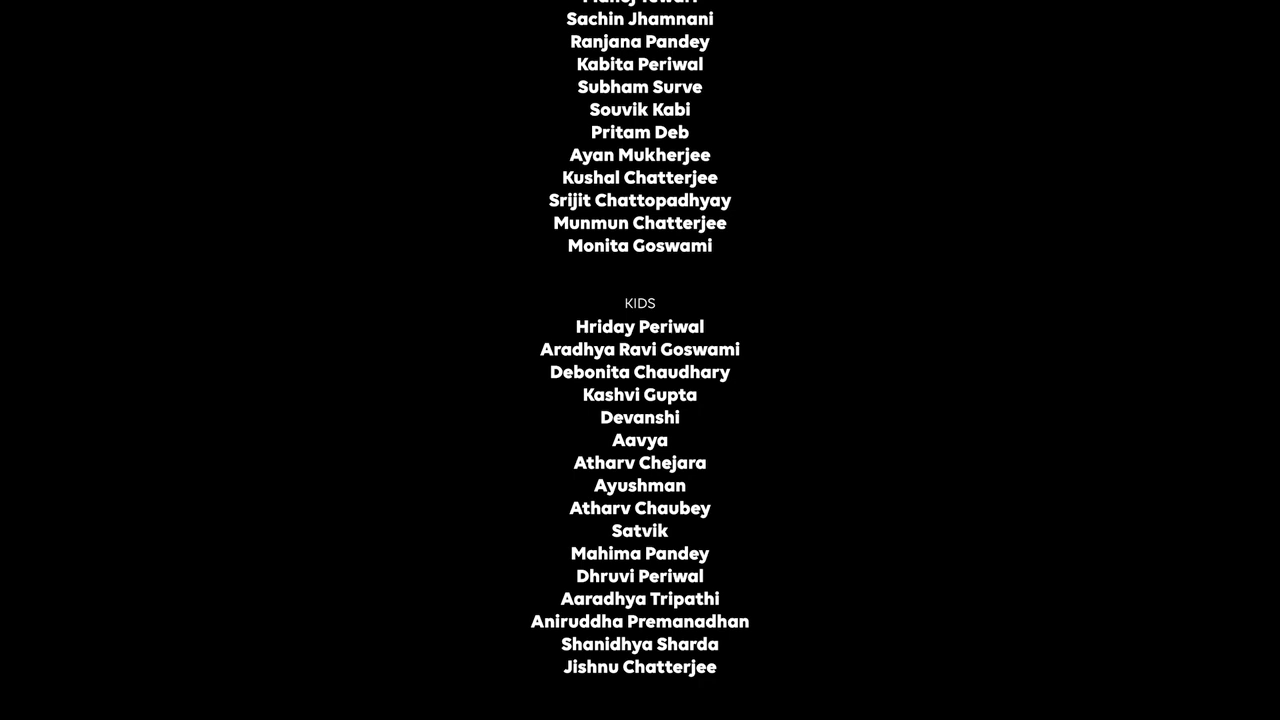 Sachin Jhamnani
Ranjana Pandey
Kabita Periwal
Subham Surve
Souvik Kabi
Pritam Deb
Ayan Mukherjee
Kushal Chatterjee
Srijit Chattopadhyay
Munmun Chatterjee
Monita Goswami
KIDS
Hriday Periwal
Aradhya Ravi Goswami
Debonita Chaudhary
Kashvi Gupta
Devanshi
Aavya
Atharv Chejara
Ayushman
Atharv Chaubey
Satvik
Mahima Pandey
Dhruvi Periwal
Aaradhya Tripathi
Aniruddha Premanadhan
Shanidhya Sharda
Jishnu Chatterjee